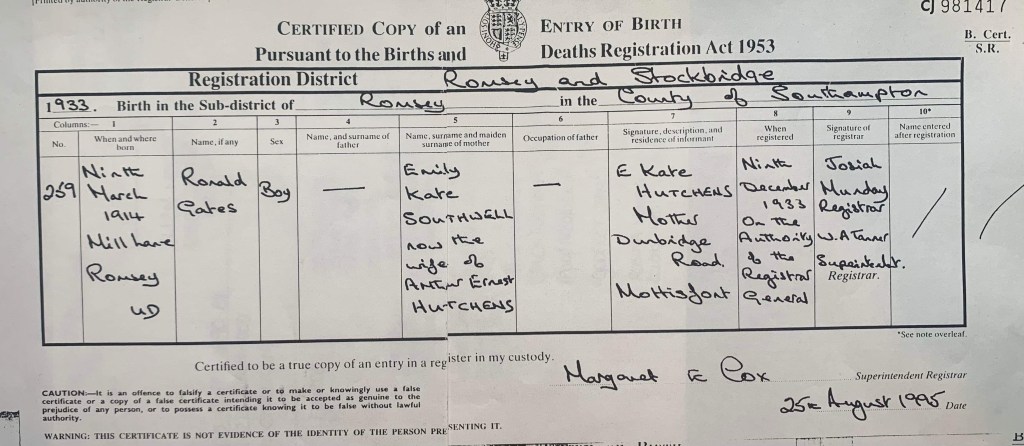 CJ 981417
CERTIFIED COPY of an ENTRY OF BIRTH
B. Cert.
S.R.
Pursuant to the Births and Deaths Registration Act 1953
Registration District Romsey and Stockbridge
1933. Birth in the Sub-district of Romsey in the County of Southampton
Columns:— 1 2 3 4 5 6 7 8 9 10*
No. When and where born Name, if any Sex Name, and surname of father Name, surname and maiden surname of mother Occupation of father Signature, description, and residence of informant When registered Signature of registrar Name entered after registration
259
Ninth
March
1914
Mill Lane
Romsey
UD
Ronald
Gates
Boy
—
Emily
Kate
SOUTHWELL
now the
wife of
Arthur Ernest
HUTCHENS
—
E Kate
HUTCHENS
Mother
Dunbridge
Road.
Mottisfont
Ninth
December
1933
On the
Authority
of the
Registrar
General
Josiah
Munday
Registrar
W.A Tanner
Superintendent.
Registrar.
*See note overleaf.
Certified to be a true copy of an entry in a register in my custody.
Margaret E Cox Superintendent Registrar
CAUTION:—It is an offence to falsify a certificate or to make or knowingly use a false
certificate or a copy of a false certificate intending it to be accepted as genuine to the
prejudice of any person, or to possess a certificate knowing it to be false without lawful
authority.
25th August 1995 Date
WARNING: THIS CERTIFICATE IS NOT EVIDENCE OF THE IDENTITY OF THE PERSON PRESENTING IT.